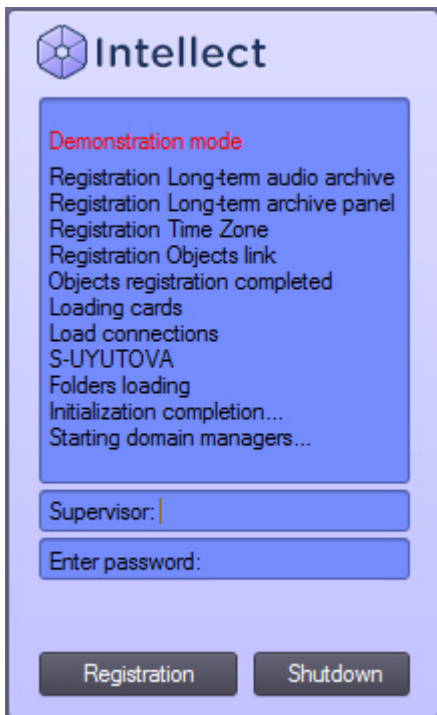 Intellect
Demonstration mode
Registration Long-term audio archive
Registration Long-term archive panel
Registration Time Zone
Registration Objects link
Objects registration completed
Loading cards
Load connections
S-UYUTOVA
Folders loading
Initialization completion...
Starting domain managers...
Supervisor:
Enter password:
Registration
Shutdown